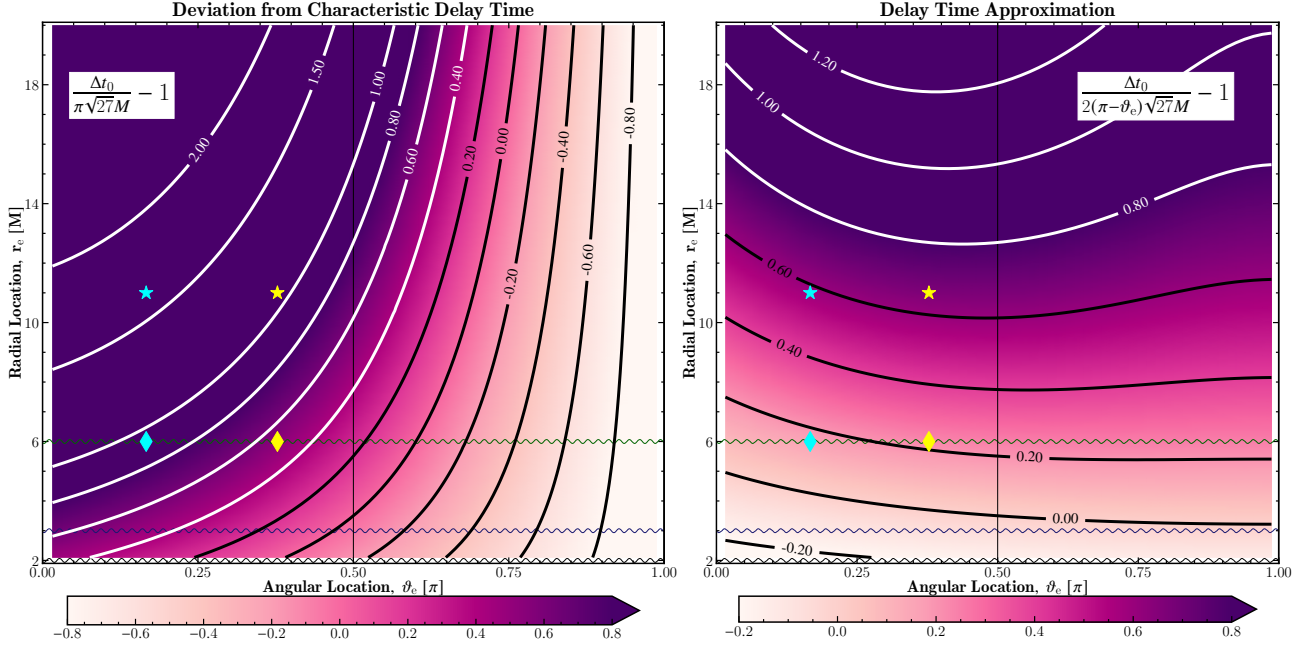 Deviation from Characteristic Delay Time
Δt₀ / π√27M − 1
2.00
1.50
1.00
0.80
0.60
0.40
0.20
0.00
-0.20
-0.40
-0.60
-0.80
Radial Location, rₑ [M]
18
14
10
6
2
0.00 0.25 0.50 0.75 1.00
Angular Location, ϑₑ [π]
−0.8 −0.6 −0.4 −0.2 0.0 0.2 0.4 0.6 0.8
Delay Time Approximation
Δt₀ / 2(π−ϑₑ)√27M − 1
1.20
1.00
0.80
0.60
0.40
0.20
0.00
-0.20
Radial Location, rₑ [M]
18
14
10
6
2
0.00 0.25 0.50 0.75 1.00
Angular Location, ϑₑ [π]
−0.2 0.0 0.2 0.4 0.6 0.8